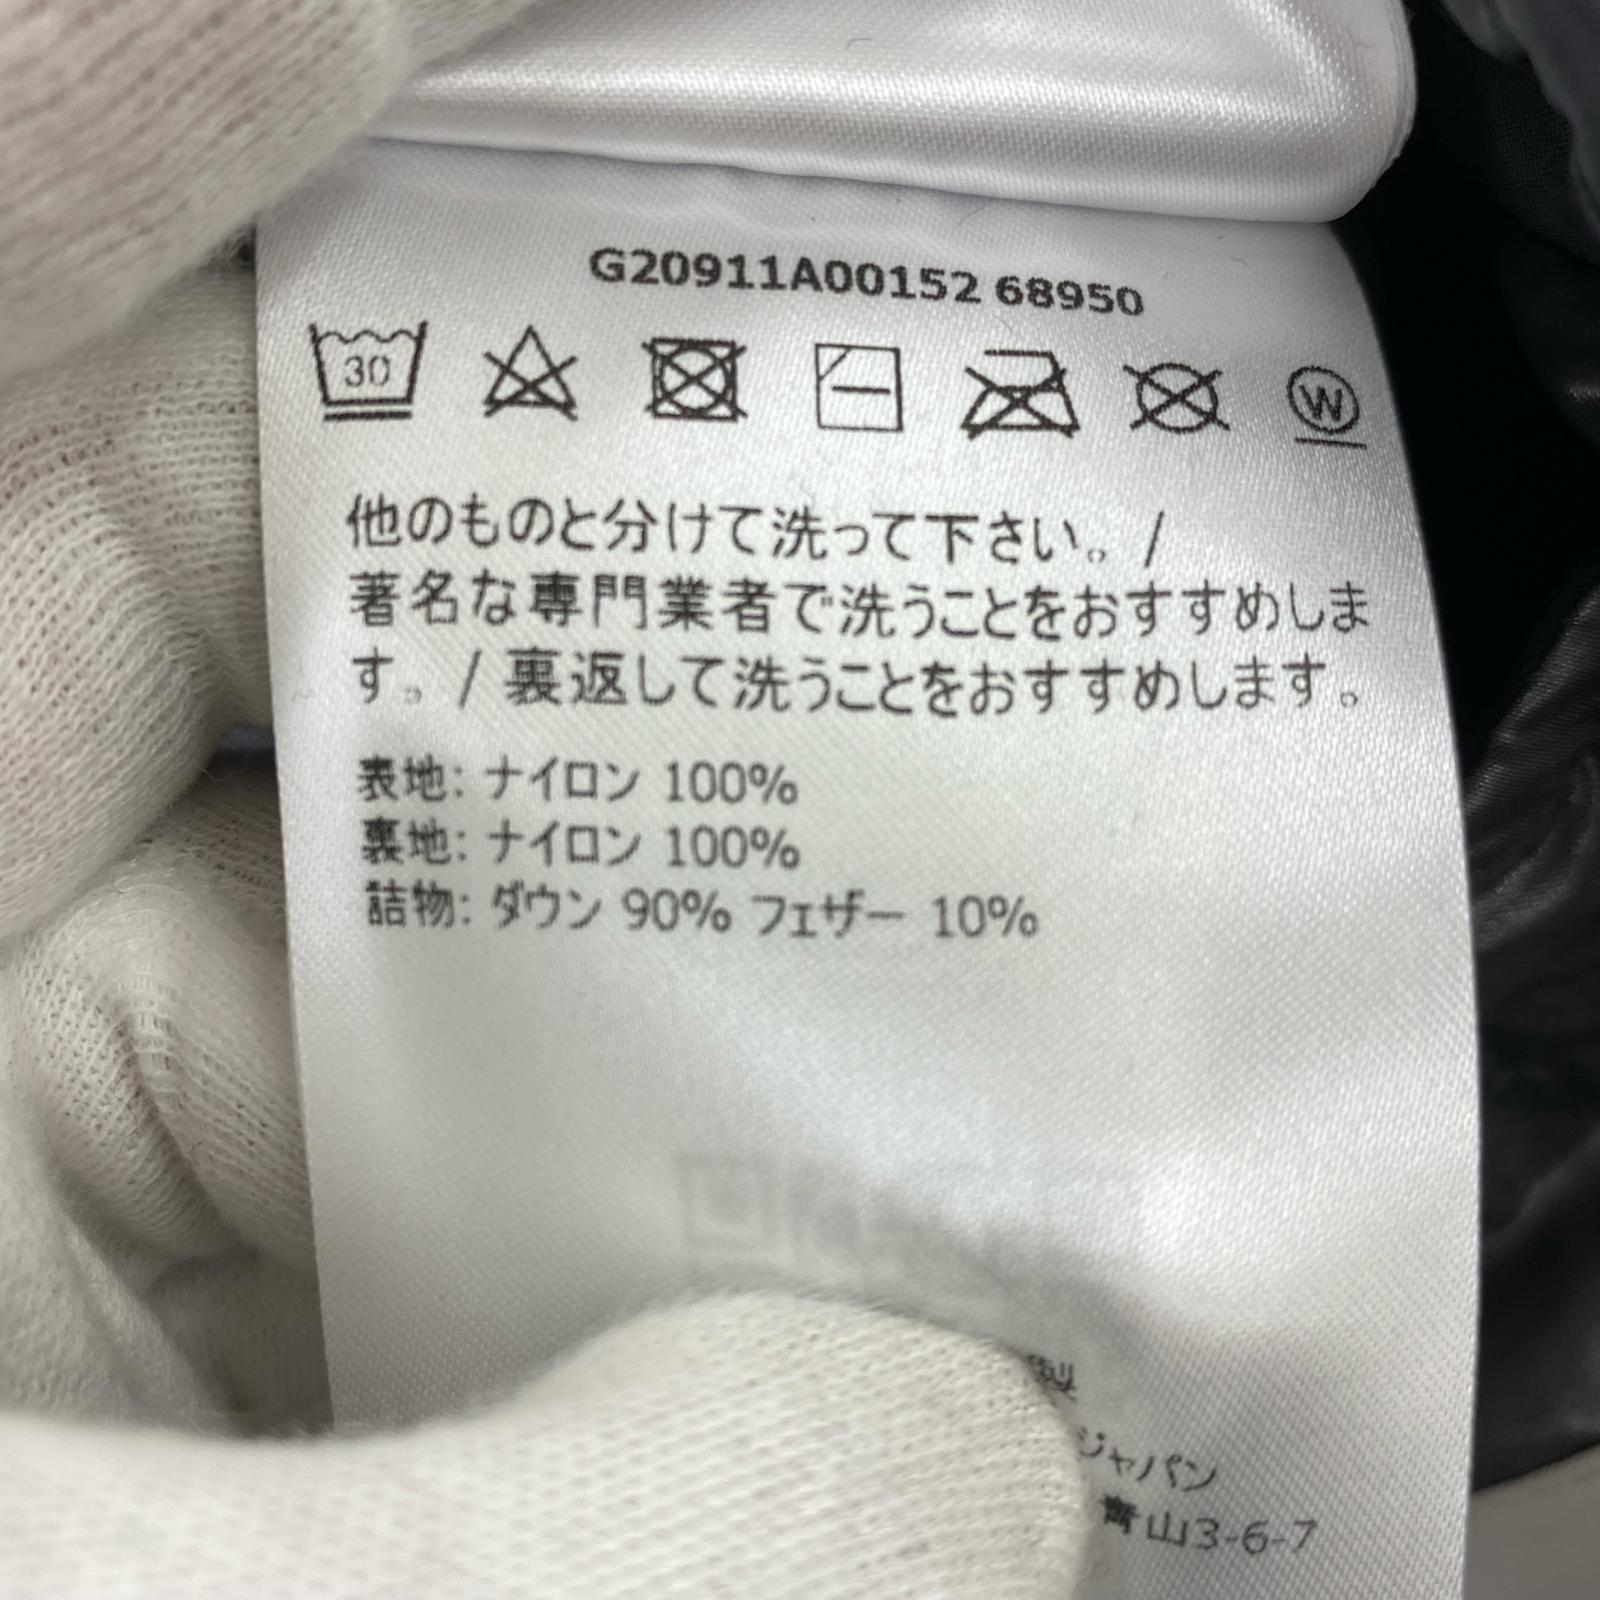 G20911A00152 68950
30
W
他のものと分けて洗って下さい。/
著名な専門業者で洗うことをおすすめしま
す。/ 裏返して洗うことをおすすめします。
表地: ナイロン 100%
裏地: ナイロン 100%
詰物: ダウン 90% フェザー 10%
製
ジャパン
青山3-6-7